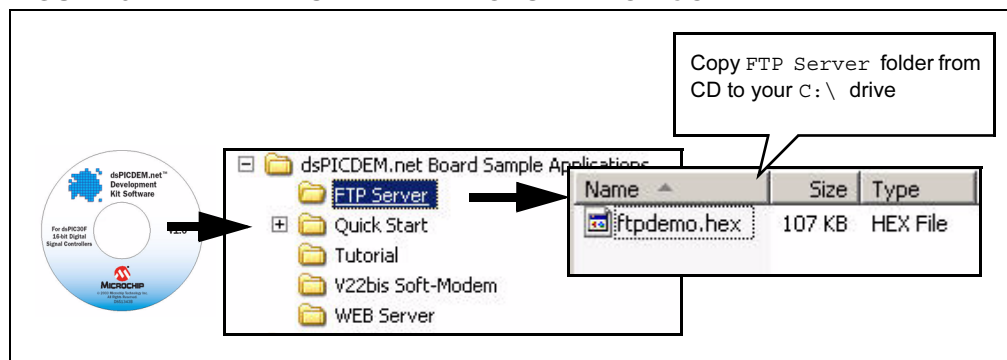 Copy FTP Server folder from
CD to your C:\ drive
dsPICDEM.net™
Development
Kit Software
For dsPIC30F
16-bit Digital
Signal Controllers
MICROCHIP
dsPICDEM.net Board Sample Applications
FTP Server
Quick Start
Tutorial
V22bis Soft-Modem
WEB Server
Name Size Type
ftpdemo.hex 107 KB HEX File